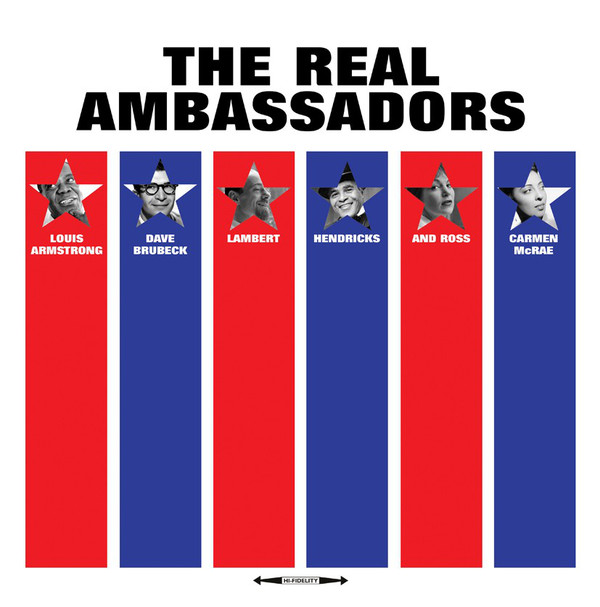 THE REAL
AMBASSADORS
LOUIS
ARMSTRONG
DAVE
BRUBECK
LAMBERT
HENDRICKS
AND ROSS
CARMEN
McRAE
HI-FIDELITY